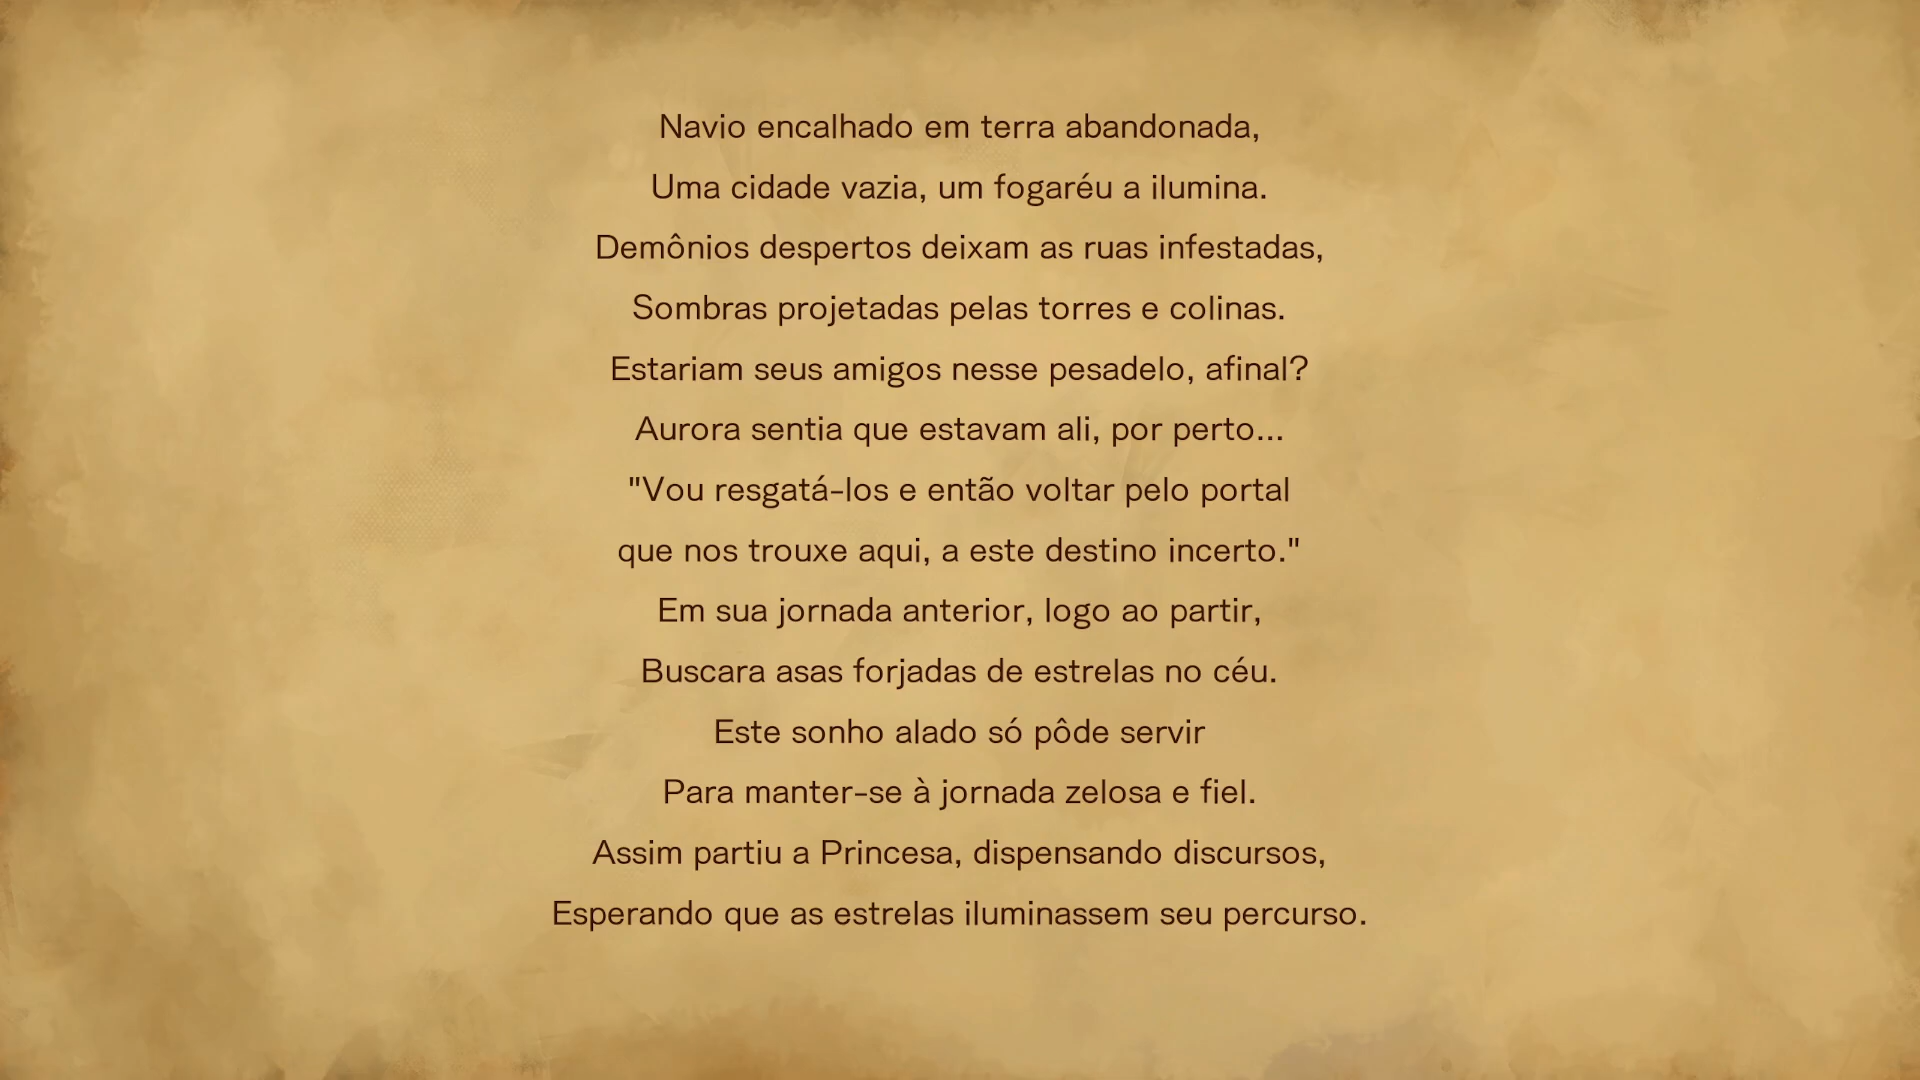 Navio encalhado em terra abandonada,
Uma cidade vazia, um fogaréu a ilumina.
Demônios despertos deixam as ruas infestadas,
Sombras projetadas pelas torres e colinas.
Estariam seus amigos nesse pesadelo, afinal?
Aurora sentia que estavam ali, por perto...
"Vou resgatá-los e então voltar pelo portal
que nos trouxe aqui, a este destino incerto."
Em sua jornada anterior, logo ao partir,
Buscara asas forjadas de estrelas no céu.
Este sonho alado só pôde servir
Para manter-se à jornada zelosa e fiel.
Assim partiu a Princesa, dispensando discursos,
Esperando que as estrelas iluminassem seu percurso.